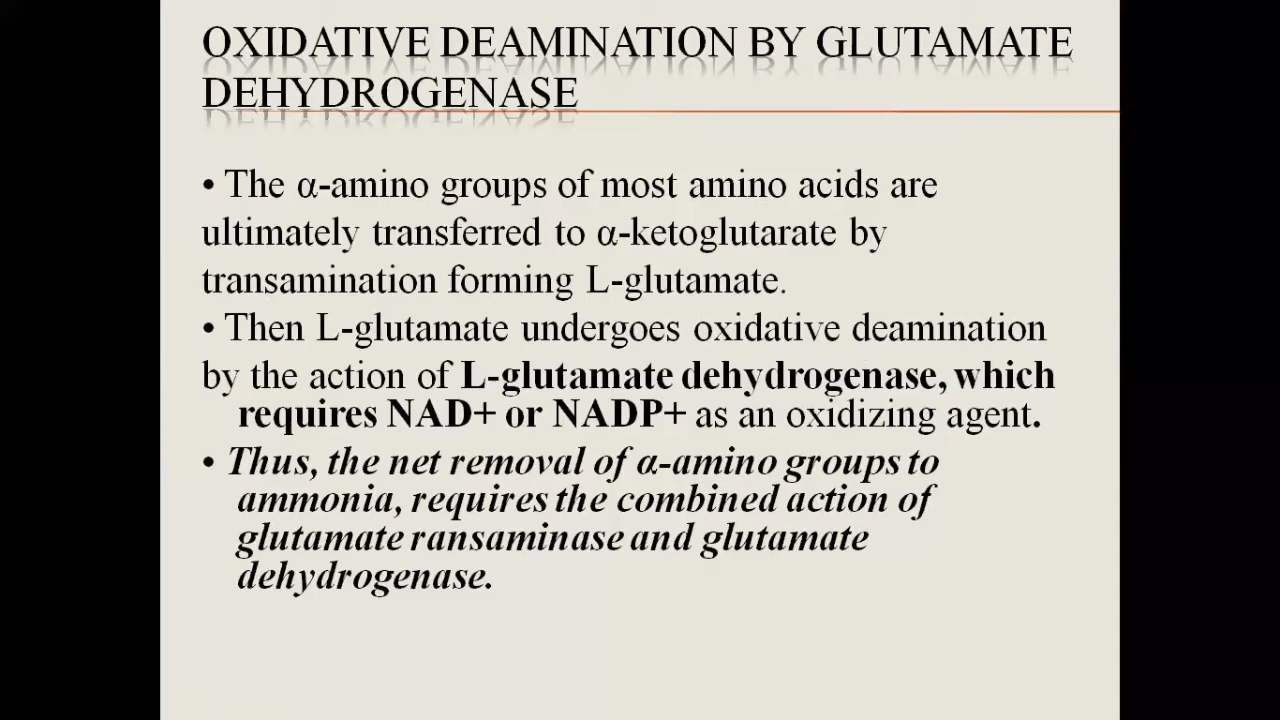 OXIDATIVE DEAMINATION BY GLUTAMATE
DEHYDROGENASE
• The α-amino groups of most amino acids are
ultimately transferred to α-ketoglutarate by
transamination forming L-glutamate.
• Then L-glutamate undergoes oxidative deamination
by the action of L-glutamate dehydrogenase, which
requires NAD+ or NADP+ as an oxidizing agent.
• Thus, the net removal of α-amino groups to
ammonia, requires the combined action of
glutamate ransaminase and glutamate
dehydrogenase.